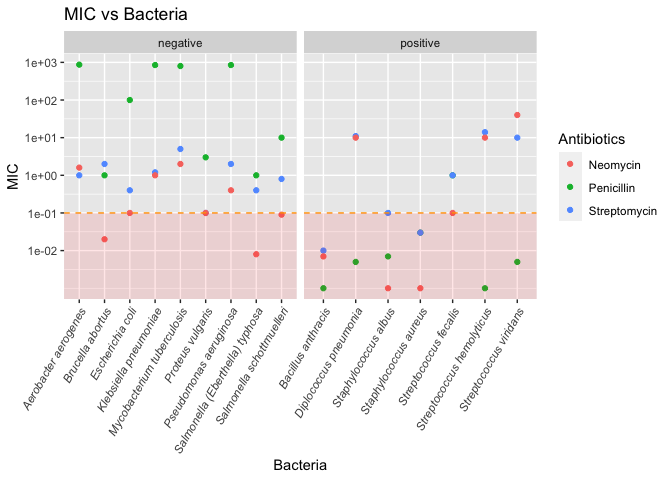 MIC vs Bacteria
negative
positive
1e+03
1e+02
1e+01
1e+00
1e-01
1e-02
MIC
Aerobacter aerogenes
Brucella abortus
Escherichia coli
Klebsiella pneumoniae
Mycobacterium tuberculosis
Proteus vulgaris
Pseudomonas aeruginosa
Salmonella (Eberthella) typhosa
Salmonella schottmuelleri
Bacillus anthracis
Diplococcus pneumonia
Staphylococcus albus
Staphylococcus aureus
Streptococcus fecalis
Streptococcus hemolyticus
Streptococcus viridans
Bacteria
Antibiotics
Neomycin
Penicillin
Streptomycin